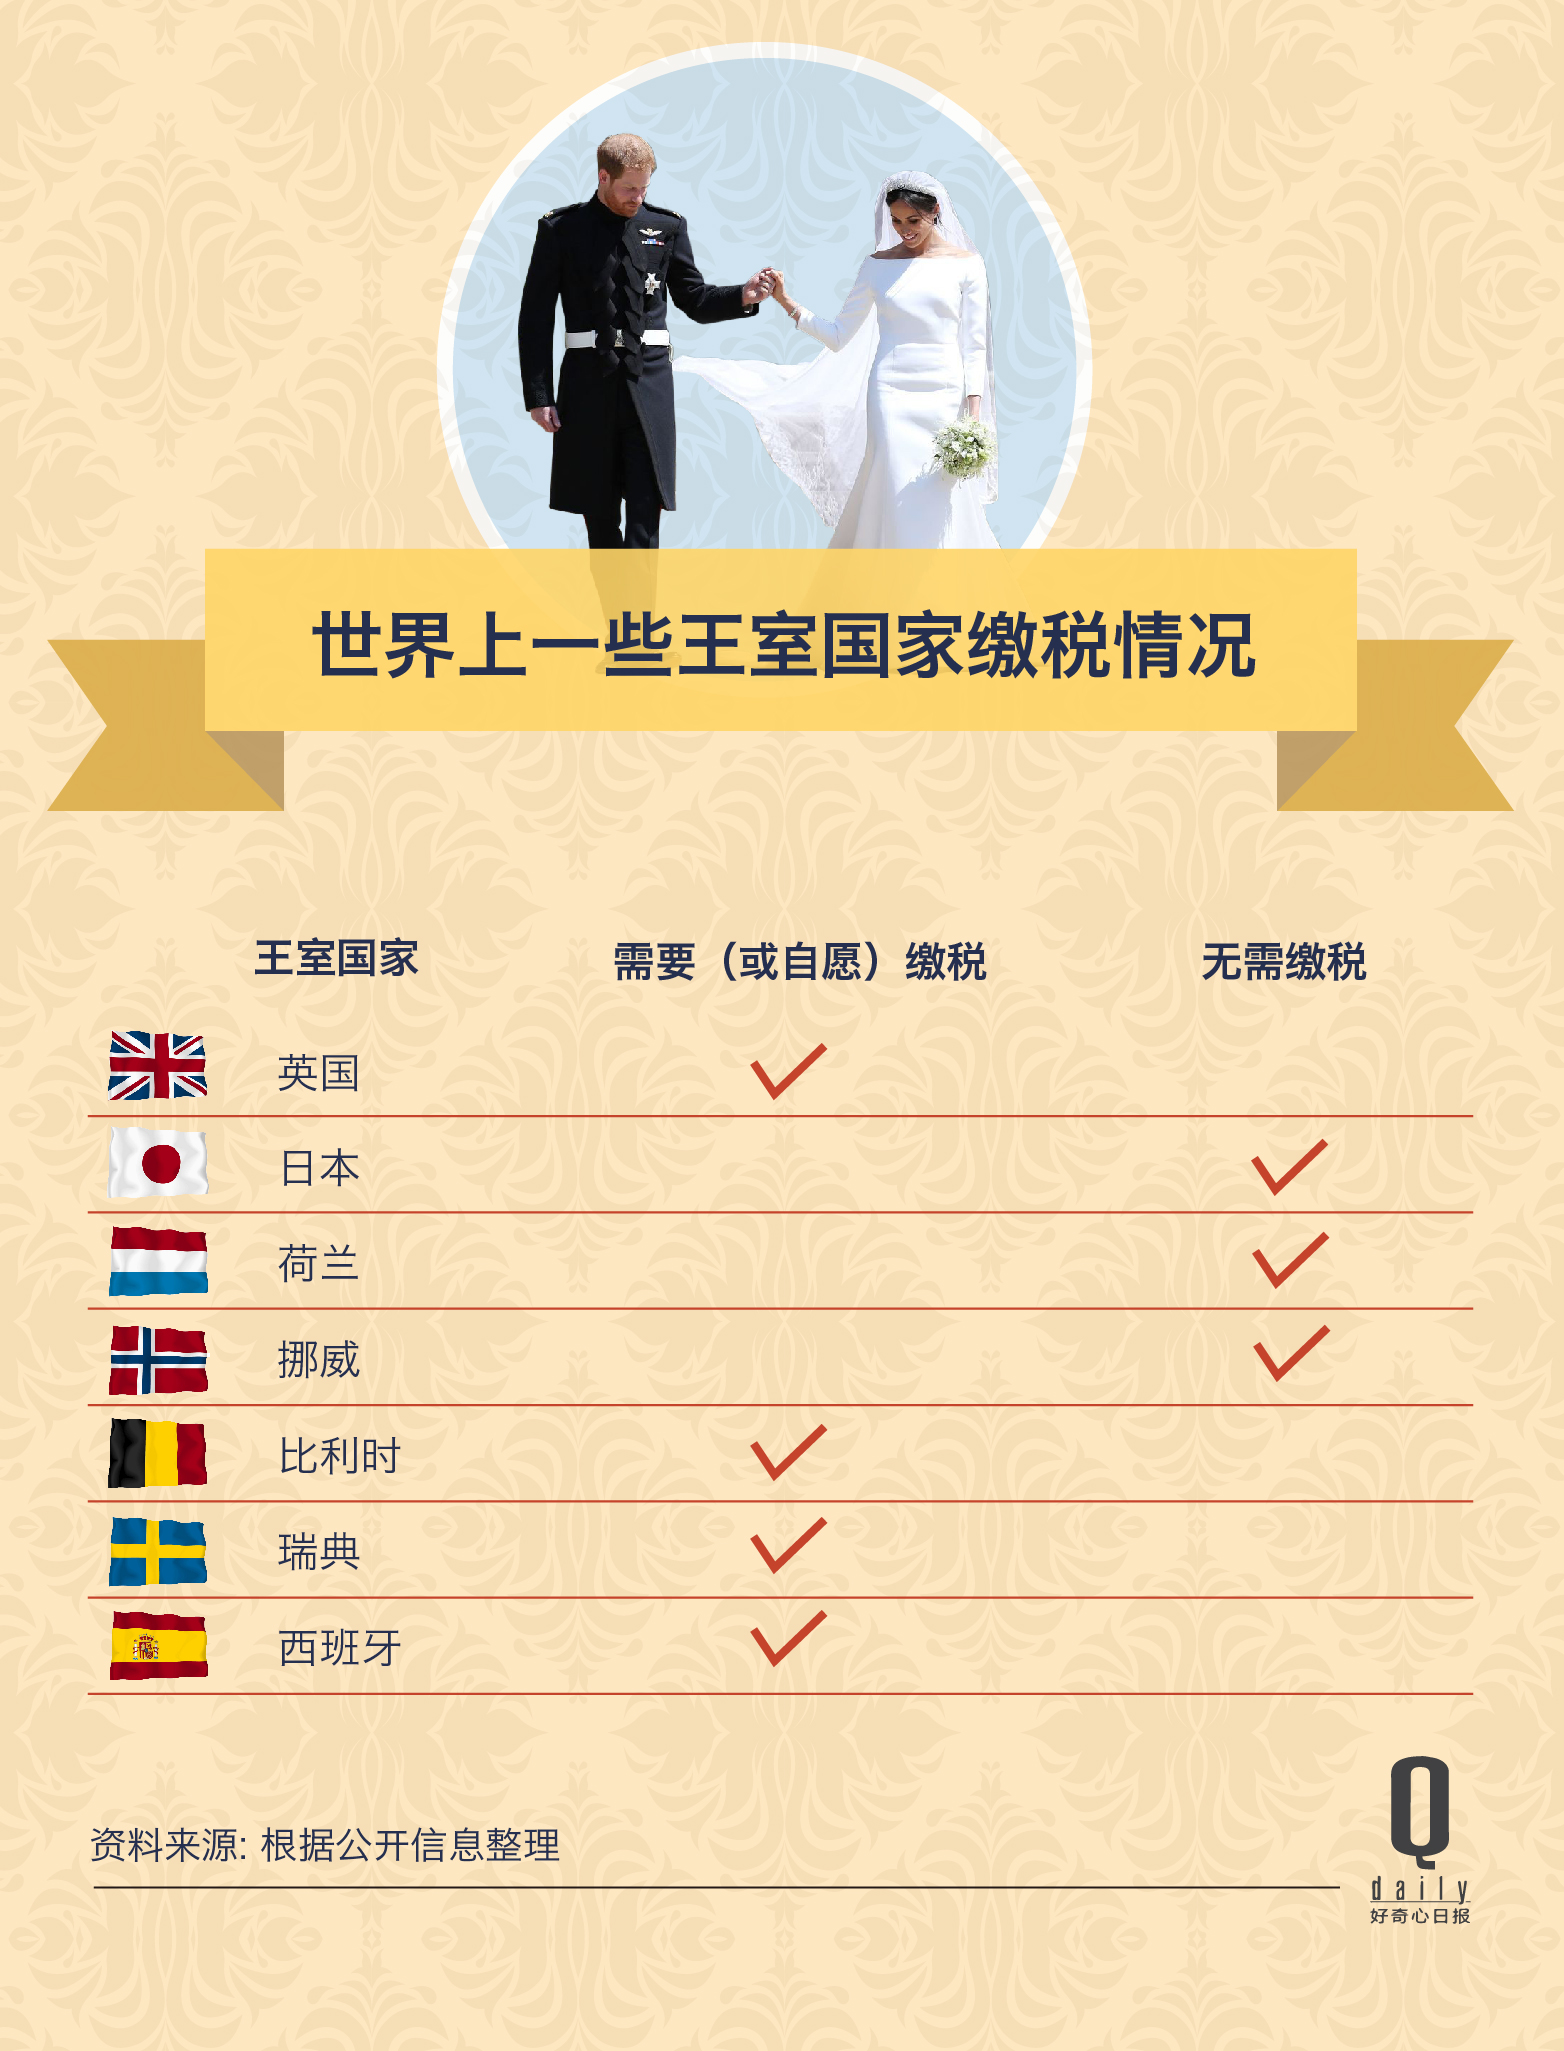 世界上一些王室国家缴税情况
王室国家 需要（或自愿）缴税 无需缴税
英国
日本
荷兰
挪威
比利时
瑞典
西班牙
资料来源: 根据公开信息整理
Q
daily
好奇心日报